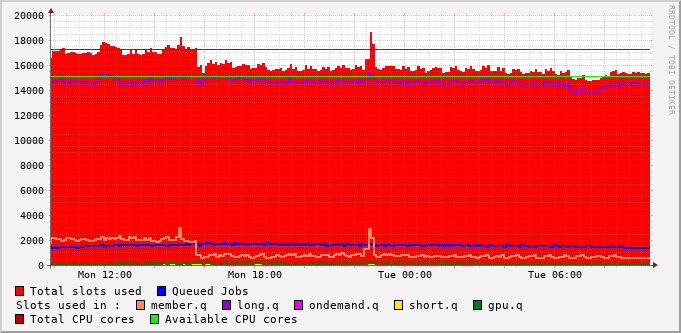 20000
18000
16000
14000
12000
10000
8000
6000
4000
2000
0
Mon 12:00 Mon 18:00 Tue 00:00 Tue 06:00
Total slots used Queued Jobs
Slots used in : member.q long.q ondemand.q short.q gpu.q
Total CPU cores Available CPU cores
RRDTOOL / TOBI OETIKER